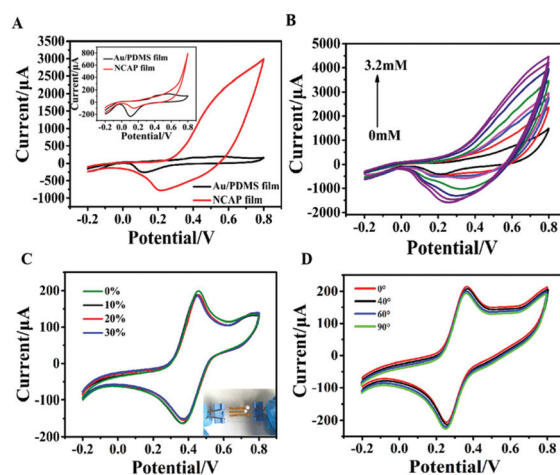 A
Current/μA
3500
3000
2500
2000
1500
1000
500
0
-500
-1000
-0.2 0.0 0.2 0.4 0.6 0.8
Potential/V
Au/PDMS film
NCAP film
Current/μA
800
600
400
200
0
-200
-0.2 0.0 0.2 0.4 0.6 0.8
Potential/V
Au/PDMS film
NCAP film
B
Current/μA
5000
4000
3000
2000
1000
0
-1000
-2000
-0.2 0.0 0.2 0.4 0.6 0.8
Potential/V
3.2mM
0mM
C
Current/μA
200
100
0
-100
-200
-0.2 0.0 0.2 0.4 0.6 0.8
Potential/V
0%
10%
20%
30%
D
Current/μA
200
100
0
-100
-200
-0.2 0.0 0.2 0.4 0.6 0.8
Potential/V
0°
40°
60°
90°